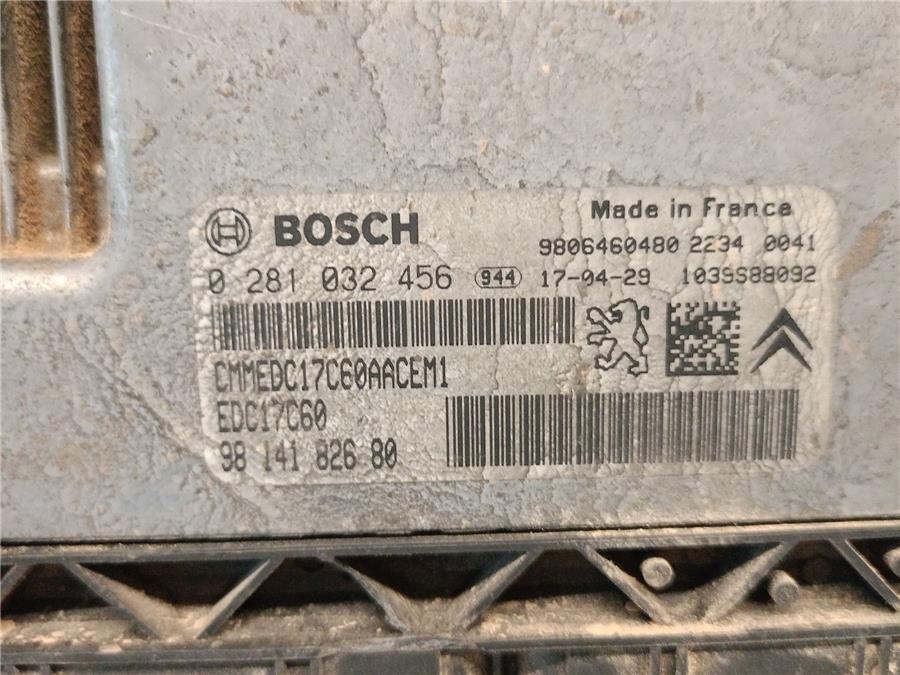 BOSCH
Made in France
9806460480 2234 0041
0 281 032 456 944 17-04-29 1039S88092
CMMEDC17C60AACEM1
EDC17C60
98 141 826 80